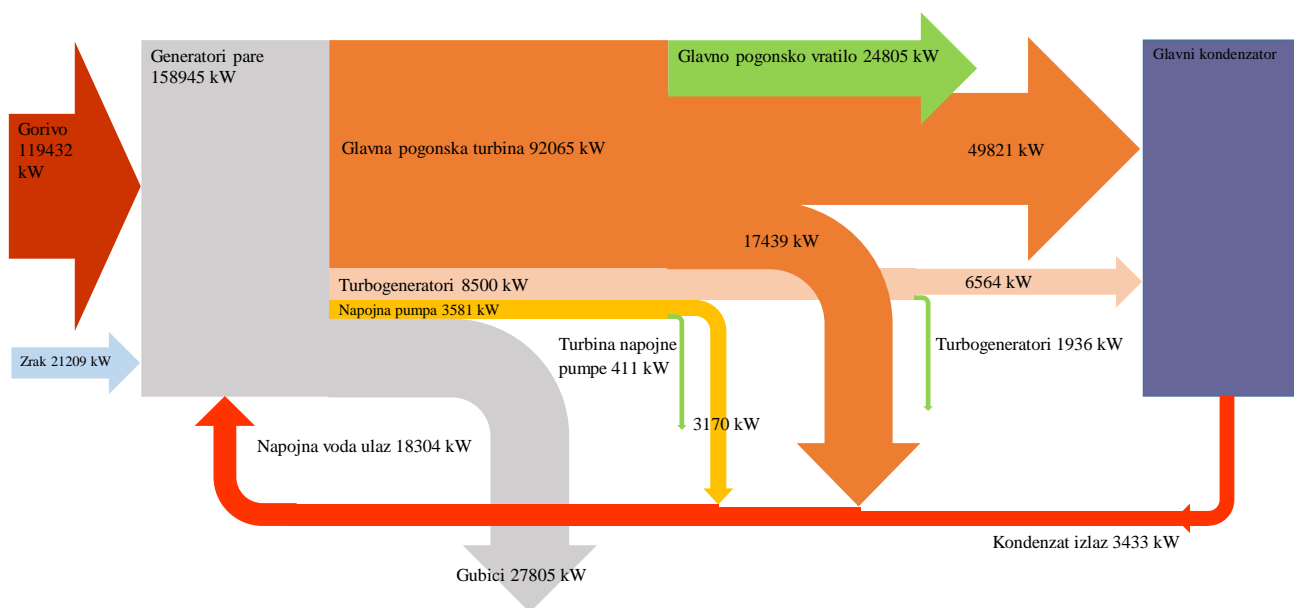 Generatori pare
158945 kW
Glavno pogonsko vratilo 24805 kW
Glavni kondenzator
Gorivo
119432
kW
Glavna pogonska turbina 92065 kW
49821 kW
17439 kW
Turbogeneratori 8500 kW
6564 kW
Napojna pumpa 3581 kW
Zrak 21209 kW
Turbina napojne
pumpe 411 kW
Turbogeneratori 1936 kW
3170 kW
Napojna voda ulaz 18304 kW
Kondenzat izlaz 3433 kW
Gubici 27805 kW